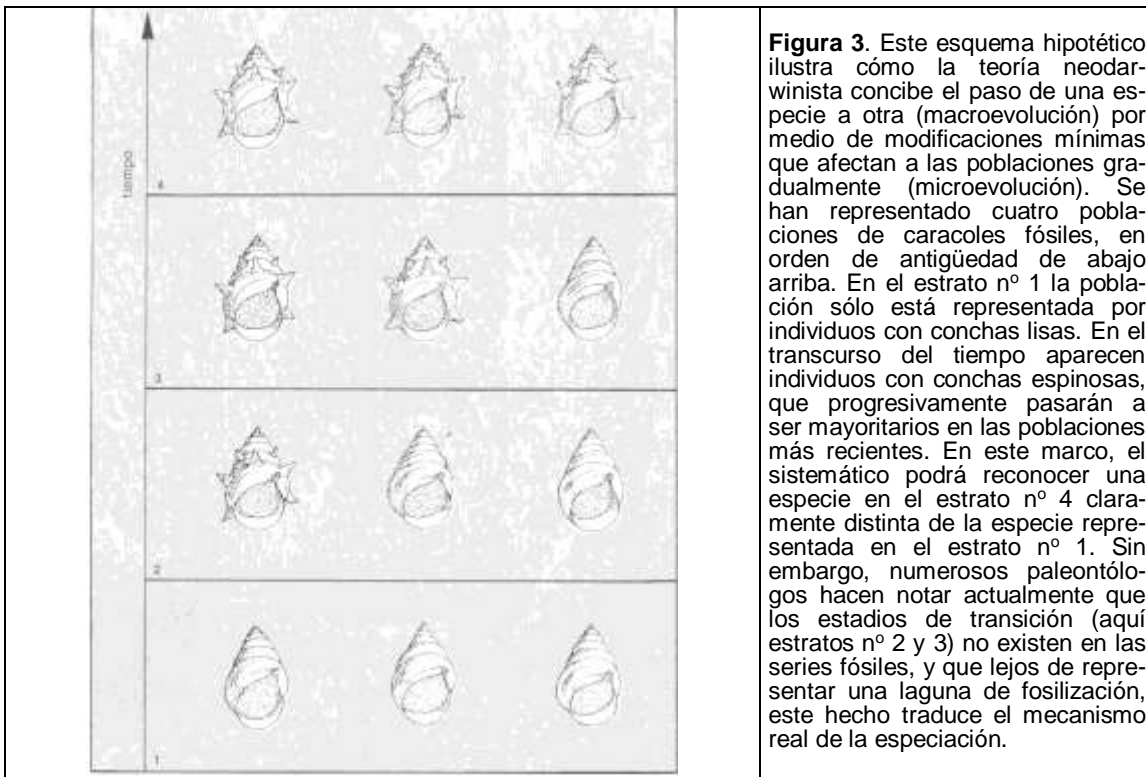 tiempo
4
3
2
1
Figura 3. Este esquema hipotético
ilustra cómo la teoría neodar-
winista concibe el paso de una es-
pecie a otra (macroevolución) por
medio de modificaciones mínimas
que afectan a las poblaciones gra-
dualmente (microevolución). Se
han representado cuatro pobla-
ciones de caracoles fósiles, en
orden de antigüedad de abajo
arriba. En el estrato nº 1 la pobla-
ción sólo está representada por
individuos con conchas lisas. En el
transcurso del tiempo aparecen
individuos con conchas espinosas,
que progresivamente pasarán a
ser mayoritarios en las poblaciones
más recientes. En este marco, el
sistemático podrá reconocer una
especie en el estrato nº 4 clara-
mente distinta de la especie repre-
sentada en el estrato nº 1. Sin
embargo, numerosos paleontólo-
gos hacen notar actualmente que
los estadios de transición (aquí
estratos nº 2 y 3) no existen en las
series fósiles, y que lejos de repre-
sentar una laguna de fosilización,
este hecho traduce el mecanismo
real de la especiación.